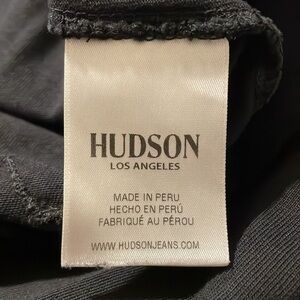 HUDSON
LOS ANGELES
MADE IN PERU
HECHO EN PERÚ
FABRIQUÉ AU PÉROU
WWW.HUDSONJEANS.COM